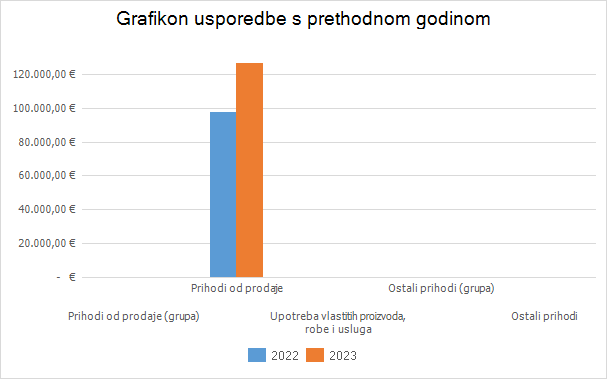 Grafikon usporedbe s prethodnom godinom
120.000,00 €
100.000,00 €
80.000,00 €
60.000,00 €
40.000,00 €
20.000,00 €
- €
Prihodi od prodaje
Ostali prihodi (grupa)
Prihodi od prodaje (grupa)
Upotreba vlastitih proizvoda,
robe i usluga
Ostali prihodi
2022
2023